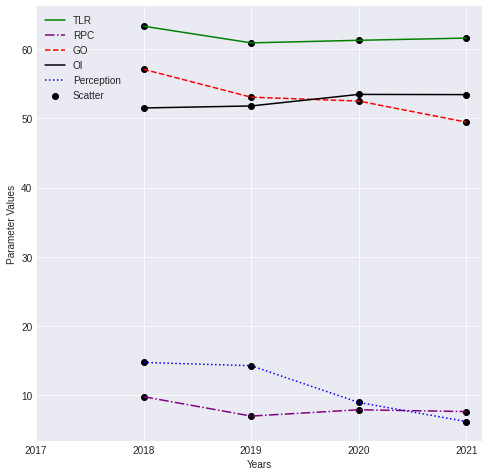 TLR
RPC
GO
OI
Perception
Scatter
60
50
40
30
20
10
Parameter Values
2017 2018 2019 2020 2021
Years